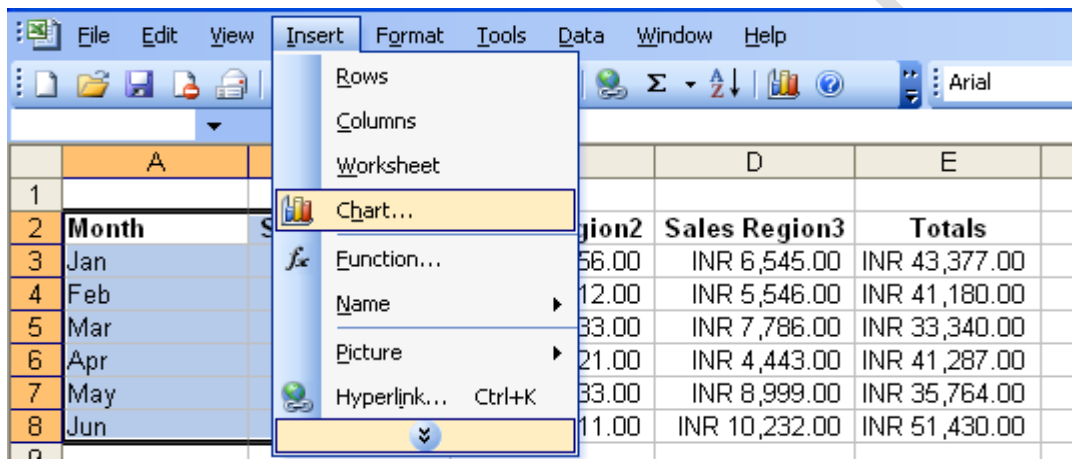 File Edit View Insert Format Tools Data Window Help
Rows
Σ A Z Arial
Columns
Worksheet
A D E
1
Chart...
2 Month S gion2 Sales Region3 Totals
fx Function...
3 Jan 56.00 INR 6,545.00 INR 43,377.00
4 Feb 12.00 INR 5,546.00 INR 41,180.00
Name
5 Mar 33.00 INR 7,786.00 INR 33,340.00
Picture
6 Apr 21.00 INR 4,443.00 INR 41,287.00
7 May 33.00 INR 8,999.00 INR 35,764.00
Hyperlink... Ctrl+K
8 Jun 11.00 INR 10,232.00 INR 51,430.00